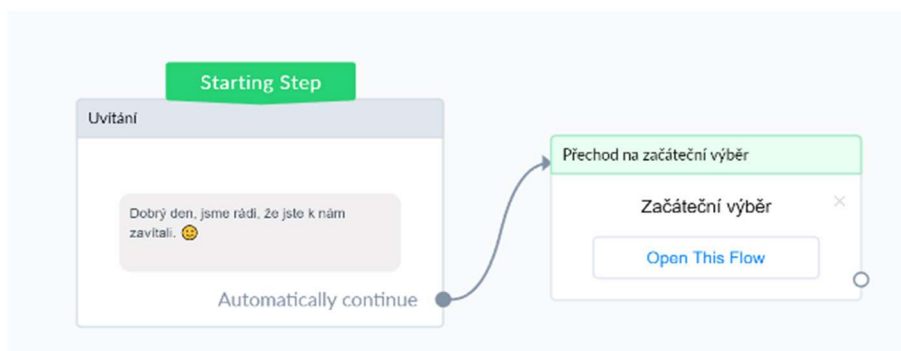 Starting Step
Uvítání
Dobrý den, jsme rádi, že jste k nám
zavítali. 🙂
Automatically continue
Přechod na začáteční výběr
Začáteční výběr
Open This Flow